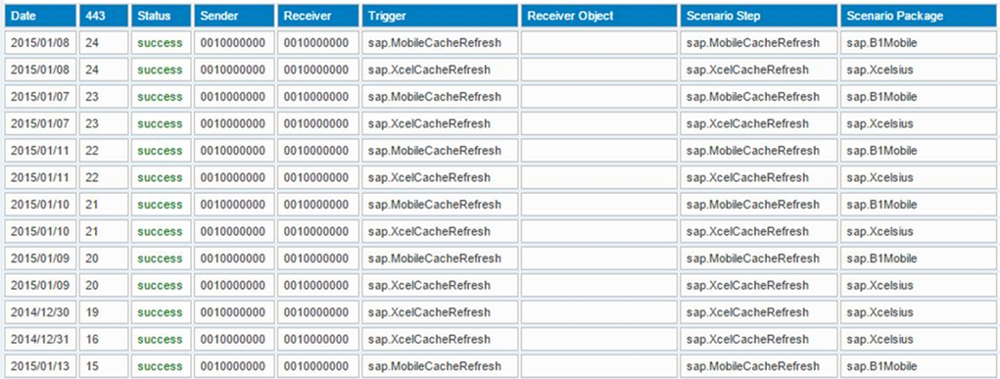 Date 443 Status Sender Receiver Trigger Receiver Object Scenario Step Scenario Package
2015/01/08 24 success 0010000000 0010000000 sap.MobileCacheRefresh sap.MobileCacheRefresh sap.B1Mobile
2015/01/08 24 success 0010000000 0010000000 sap.XcelCacheRefresh sap.XcelCacheRefresh sap.Xcelsius
2015/01/07 23 success 0010000000 0010000000 sap.MobileCacheRefresh sap.MobileCacheRefresh sap.B1Mobile
2015/01/07 23 success 0010000000 0010000000 sap.XcelCacheRefresh sap.XcelCacheRefresh sap.Xcelsius
2015/01/11 22 success 0010000000 0010000000 sap.MobileCacheRefresh sap.MobileCacheRefresh sap.B1Mobile
2015/01/11 22 success 0010000000 0010000000 sap.XcelCacheRefresh sap.XcelCacheRefresh sap.Xcelsius
2015/01/10 21 success 0010000000 0010000000 sap.MobileCacheRefresh sap.MobileCacheRefresh sap.B1Mobile
2015/01/10 21 success 0010000000 0010000000 sap.XcelCacheRefresh sap.XcelCacheRefresh sap.Xcelsius
2015/01/09 20 success 0010000000 0010000000 sap.MobileCacheRefresh sap.MobileCacheRefresh sap.B1Mobile
2015/01/09 20 success 0010000000 0010000000 sap.XcelCacheRefresh sap.XcelCacheRefresh sap.Xcelsius
2014/12/30 19 success 0010000000 0010000000 sap.XcelCacheRefresh sap.XcelCacheRefresh sap.Xcelsius
2014/12/31 16 success 0010000000 0010000000 sap.XcelCacheRefresh sap.XcelCacheRefresh sap.Xcelsius
2015/01/13 15 success 0010000000 0010000000 sap.MobileCacheRefresh sap.MobileCacheRefresh sap.B1Mobile